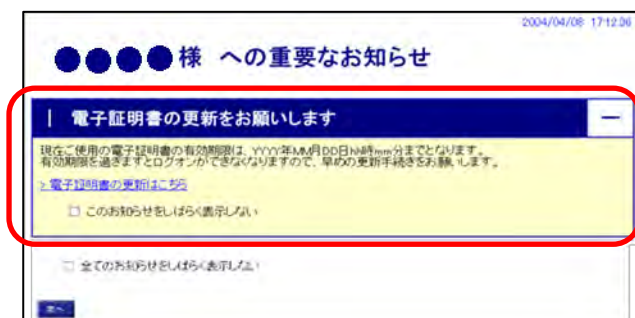 2004/04/08 17:12:06
●●●●様 への重要なお知らせ
｜ 電子証明書の更新をお願いします
現在ご使用の電子証明書の有効期限は、YYYY年MM月DD日hh時mm分までとなります。
有効期限を過ぎますとログオンができなくなりますので、早めの更新手続きをお願いします。
> 電子証明書の更新はこちら
このお知らせをしばらく表示しない
全てのお知らせをしばらく表示しない
次へ